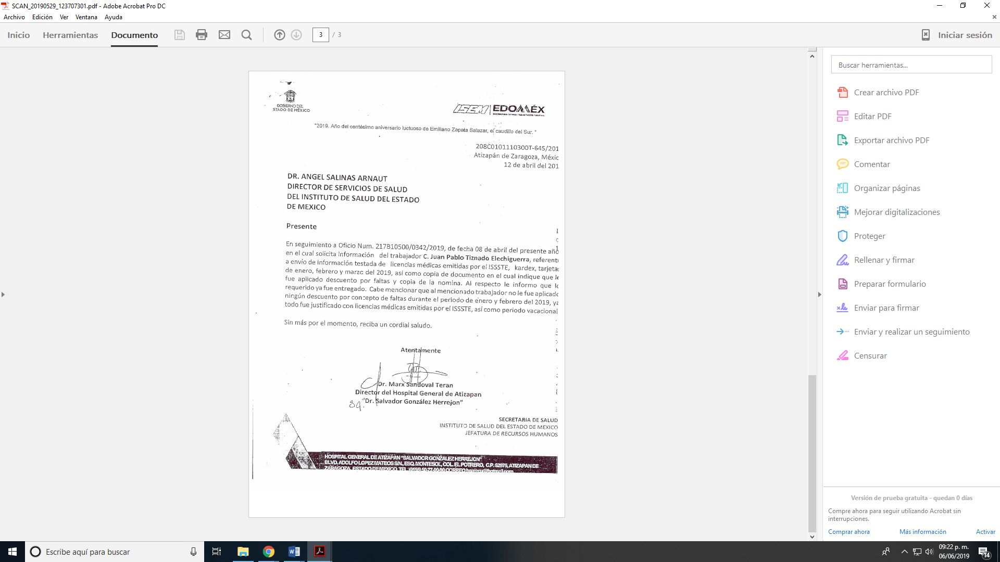 SCAN_20190529_123707301.pdf - Adobe Acrobat Pro DC
Archivo Edición Ver Ventana Ayuda
Inicio Herramientas Documento 3 / 3 Iniciar sesión
GOBIERNO DEL
STADO DE MÉXICO
ISEM EDOMÉX
"2019. Año del centésimo aniversario luctuoso de Emiliano Zapata Salazar, el caudillo del Sur. "
208C0101110300T-645/201
Atizapán de Zaragoza, Méxic
12 de abril del 201
DR. ANGEL SALINAS ARNAUT
DIRECTOR DE SERVICIOS DE SALUD
DEL INSTITUTO DE SALUD DEL ESTADO
DE MEXICO
Presente
En seguimiento a Oficio Num. 217B10500/0342/2019, de fecha 08 de abril del presente año
en el cual solicita información del trabajador C. Juan Pablo Tiznado Elechiguerra, referent
a envío de información testada de licencias médicas emitidas por el ISSSTE, kardex, tarjetas
de enero, febrero y marzo del 2019, así como copia de documento en el cual indique que le
fue aplicado descuento por faltas y copia de la nomina. Al respecto le informo que lo
requerido ya fue entregado. Cabe mencionar que al mencionado trabajador no le fue aplicado
ningún descuento por concepto de faltas durante el periodo de enero y febrero del 2019, ya
todo fue justificado con licencias médicas emitidas por el ISSSTE, así como periodo vacacional
Sin más por el momento, reciba un cordial saludo.
Atentamente
Dr. Marx Sandoval Teran
Director del Hospital General de Atizapan
"Dr. Salvador González Herrejon"
SECRETARIA DE SALUD
INSTITUTO DE SALUD DEL ESTADO DE MEXICO
JEFATURA DE RECURSOS HUMANOS
HOSPITAL GENERAL DE ATIZAPAN "SALVADOR GONZALEZ HERREJON"
BLVD. ADOLFO LOPEZ MATEOS S/N., ESQ. MONTESOL, COL. EL POTRERO, C.P. 52975, ATIZAPAN DE
ZARAGOZA, ESTADO DE MEXICO. TEL. (0155) 50-77-00-90 CORREO
Buscar herramientas...
Crear archivo PDF
Editar PDF
Exportar archivo PDF
Comentar
Organizar páginas
Mejorar digitalizaciones
Proteger
Rellenar y firmar
Preparar formulario
Enviar para firmar
Enviar y realizar un seguimiento
Censurar
Versión de prueba gratuita - quedan 0 días
Compre ahora para seguir utilizando Acrobat sin
interrupciones.
Comprar ahora Más información Activar
Escribe aquí para buscar
09:22 p. m.
06/06/2019
14